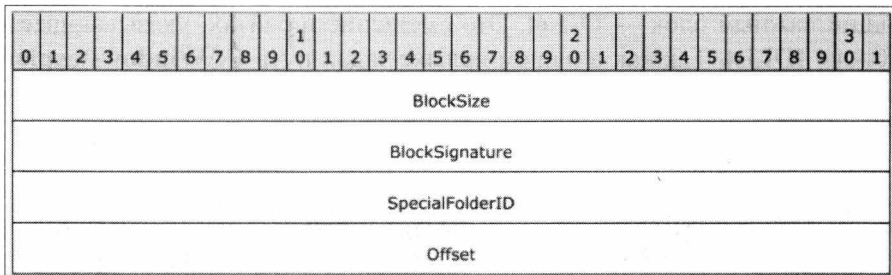 1 2 3
0 1 2 3 4 5 6 7 8 9 0 1 2 3 4 5 6 7 8 9 0 1 2 3 4 5 6 7 8 9 0 1
BlockSize
BlockSignature
SpecialFolderID
Offset